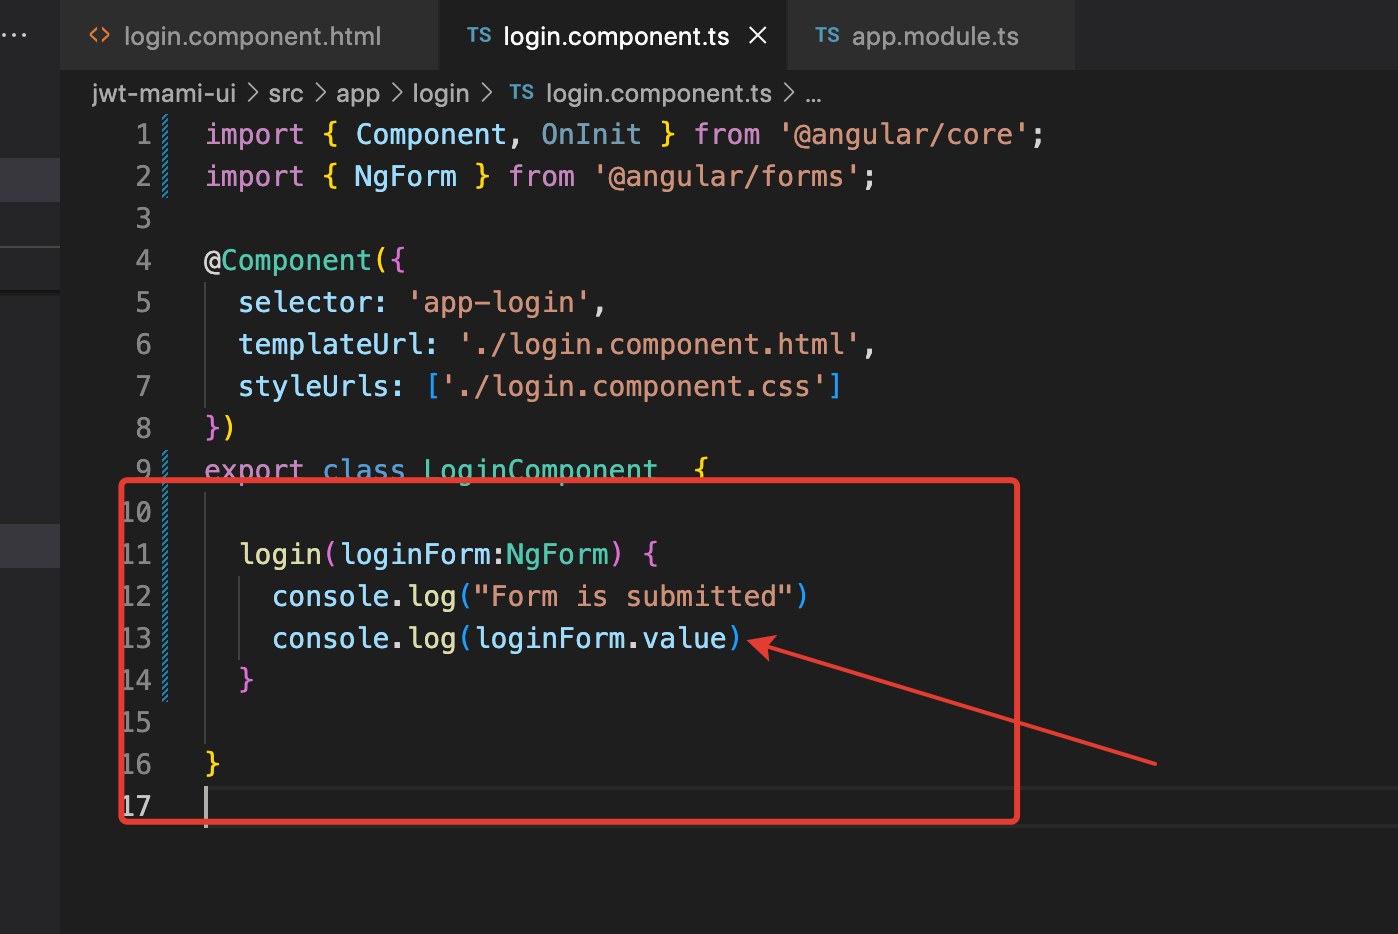 ...
<> login.component.html
TS login.component.ts ×
TS app.module.ts
jwt-mami-ui > src > app > login > TS login.component.ts > ...
1 import { Component, OnInit } from '@angular/core';
2 import { NgForm } from '@angular/forms';
3
4 @Component({
5   selector: 'app-login',
6   templateUrl: './login.component.html',
7   styleUrls: ['./login.component.css']
8 })
9 export class LoginComponent  {
10
11   login(loginForm:NgForm) {
12     console.log("Form is submitted")
13     console.log(loginForm.value)
14   }
15
16 }
17